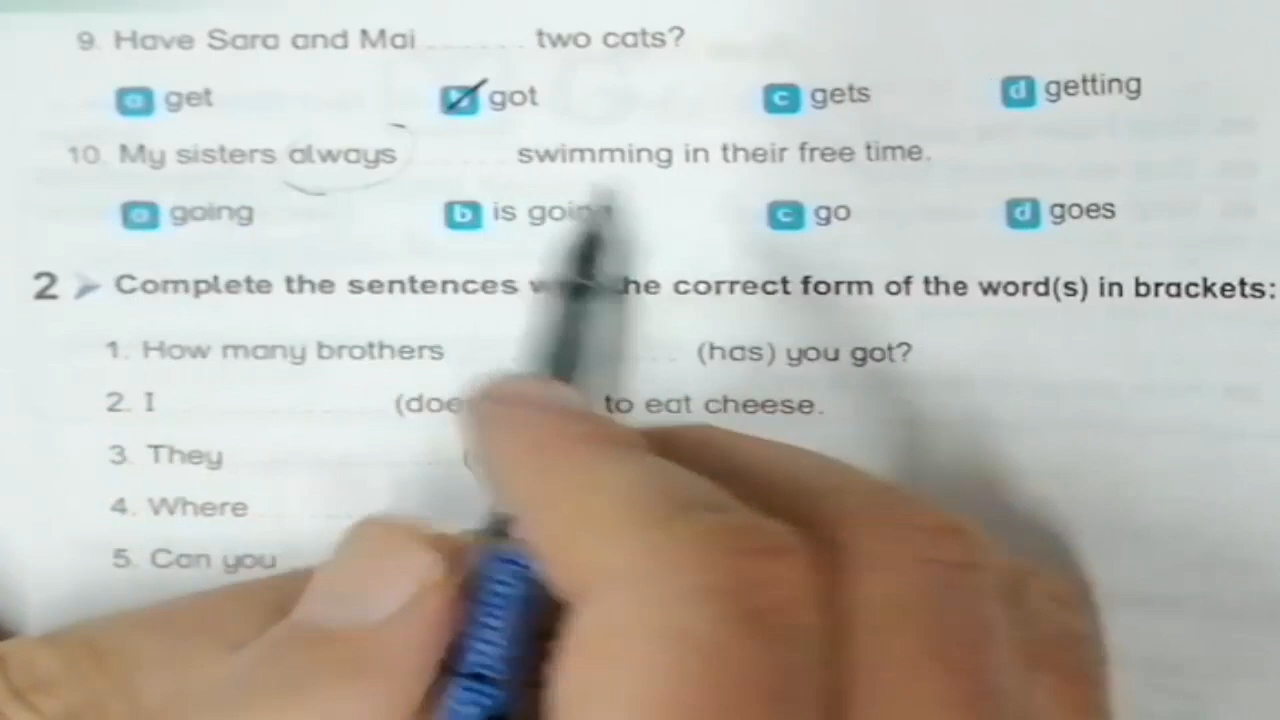 9. Have Sara and Mai ........ two cats?
a get b got c gets d getting
10. My sisters always swimming in their free time.
a going b is going c go d goes
2 Complete the sentences the correct form of the word(s) in brackets:
1. How many brothers (has) you got?
2. I to eat cheese.
3. They
4. Where
5. Can you